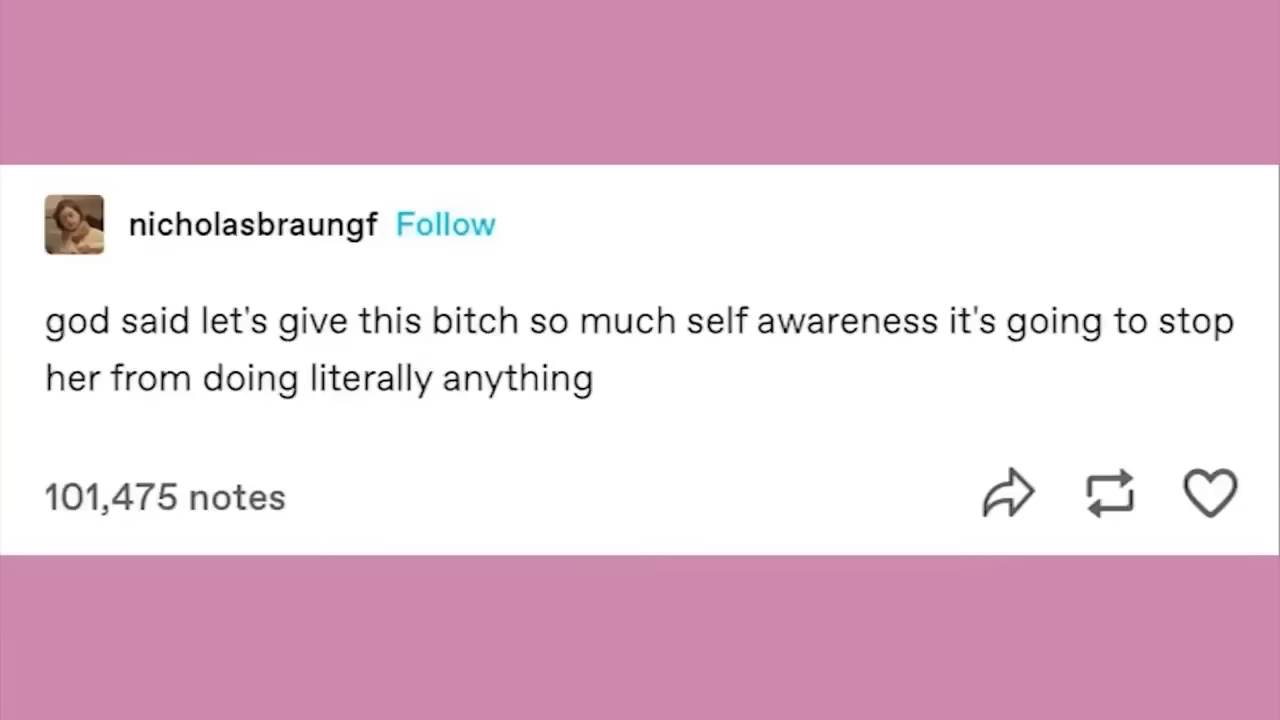 nicholasbraungf Follow
god said let's give this bitch so much self awareness it's going to stop
her from doing literally anything
101,475 notes